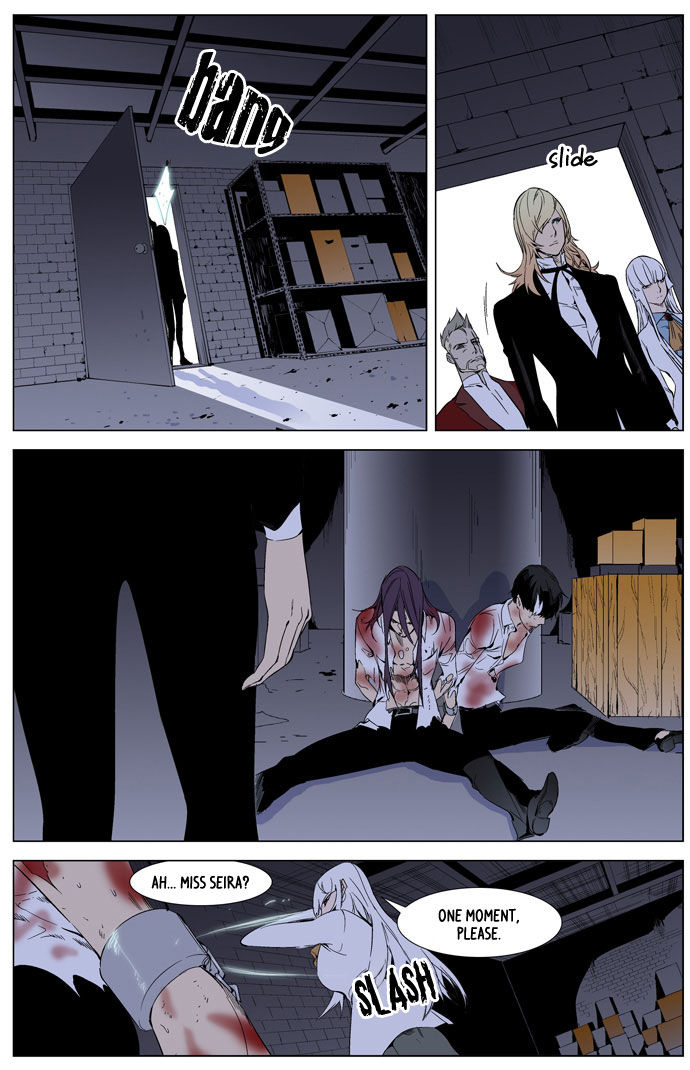 bang
slide
AH... MISS SEIRA?
ONE MOMENT,
PLEASE.
SLASH